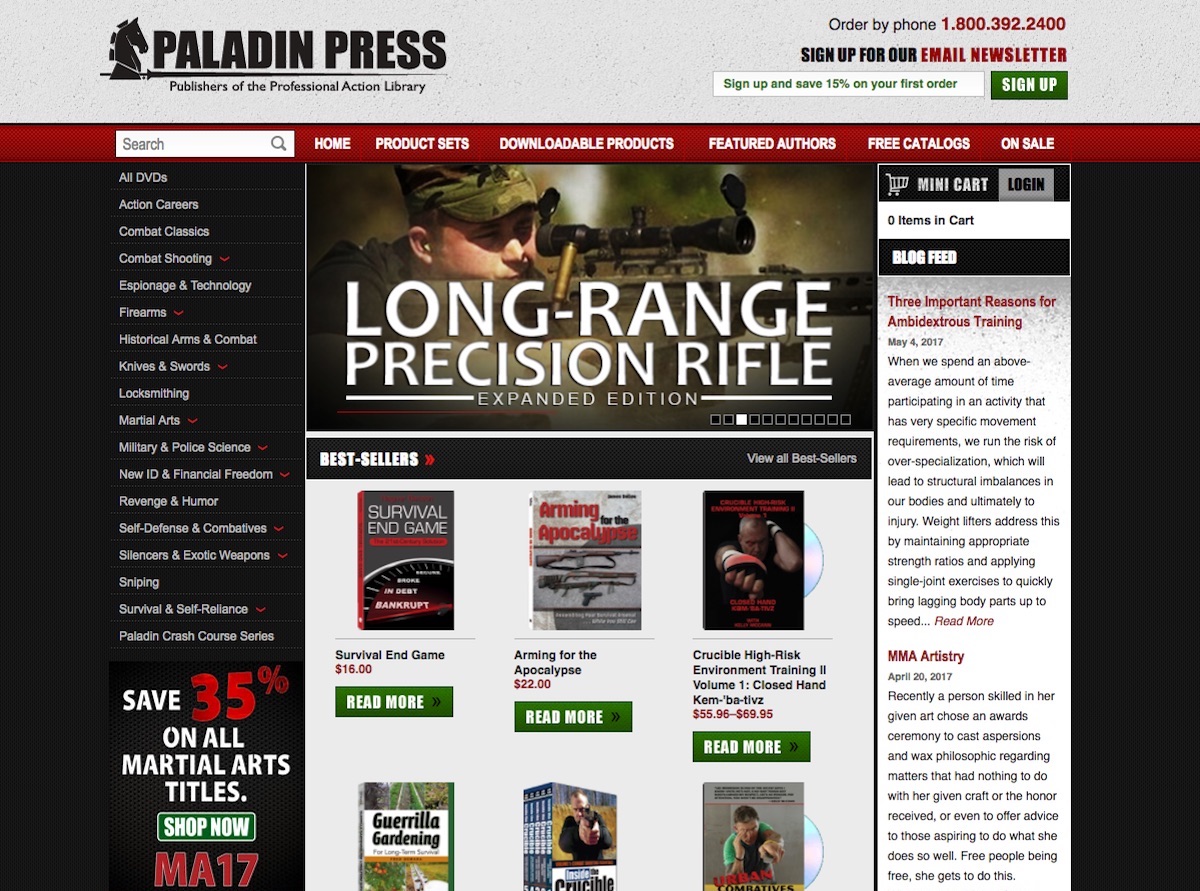 PALADIN PRESS
Publishers of the Professional Action Library
Order by phone 1.800.392.2400
SIGN UP FOR OUR EMAIL NEWSLETTER
Sign up and save 15% on your first order
SIGN UP
Search
HOME
PRODUCT SETS
DOWNLOADABLE PRODUCTS
FEATURED AUTHORS
FREE CATALOGS
ON SALE
All DVDs
Action Careers
Combat Classics
Combat Shooting
Espionage & Technology
Firearms
Historical Arms & Combat
Knives & Swords
Locksmithing
Martial Arts
Military & Police Science
New ID & Financial Freedom
Revenge & Humor
Self-Defense & Combatives
Silencers & Exotic Weapons
Sniping
Survival & Self-Reliance
Paladin Crash Course Series
SAVE 35%
ON ALL
MARTIAL ARTS
TITLES.
SHOP NOW
MA17
LONG-RANGE
PRECISION RIFLE
EXPANDED EDITION
BEST-SELLERS »
View all Best-Sellers
SURVIVAL
END GAME
The 21st Century Solution
SECURE
BROKE
IN DEBT
BANKRUPT
Survival End Game
$16.00
READ MORE »
Arming
for the
Apocalypse
Arming for the
Apocalypse
$22.00
READ MORE »
CRUCIBLE HIGH-RISK
ENVIRONMENT TRAINING II
Volume 1
CLOSED HAND
KEM-'BA-TIVZ
WITH
KELLY MCCANN
Crucible High-Risk
Environment Training II
Volume 1: Closed Hand
Kem-'ba-tivz
$55.96–$69.95
READ MORE »
Guerrilla
Gardening
For Long-Term Survival
Inside the
Crucible
URBAN
COMBATIVES
MINI CART
LOGIN
0 Items in Cart
BLOG FEED
Three Important Reasons for
Ambidextrous Training
May 4, 2017
When we spend an above-
average amount of time
participating in an activity that
has very specific movement
requirements, we run the risk of
over-specialization, which will
lead to structural imbalances in
our bodies and ultimately to
injury. Weight lifters address this
by maintaining appropriate
strength ratios and applying
single-joint exercises to quickly
bring lagging body parts up to
speed... Read More
MMA Artistry
April 20, 2017
Recently a person skilled in her
given art chose an awards
ceremony to cast aspersions
and wax philosophic regarding
matters that had nothing to do
with her given craft or the honor
received, or even to offer advice
to those aspiring to do what she
does so well. Free people being
free, she gets to do this.